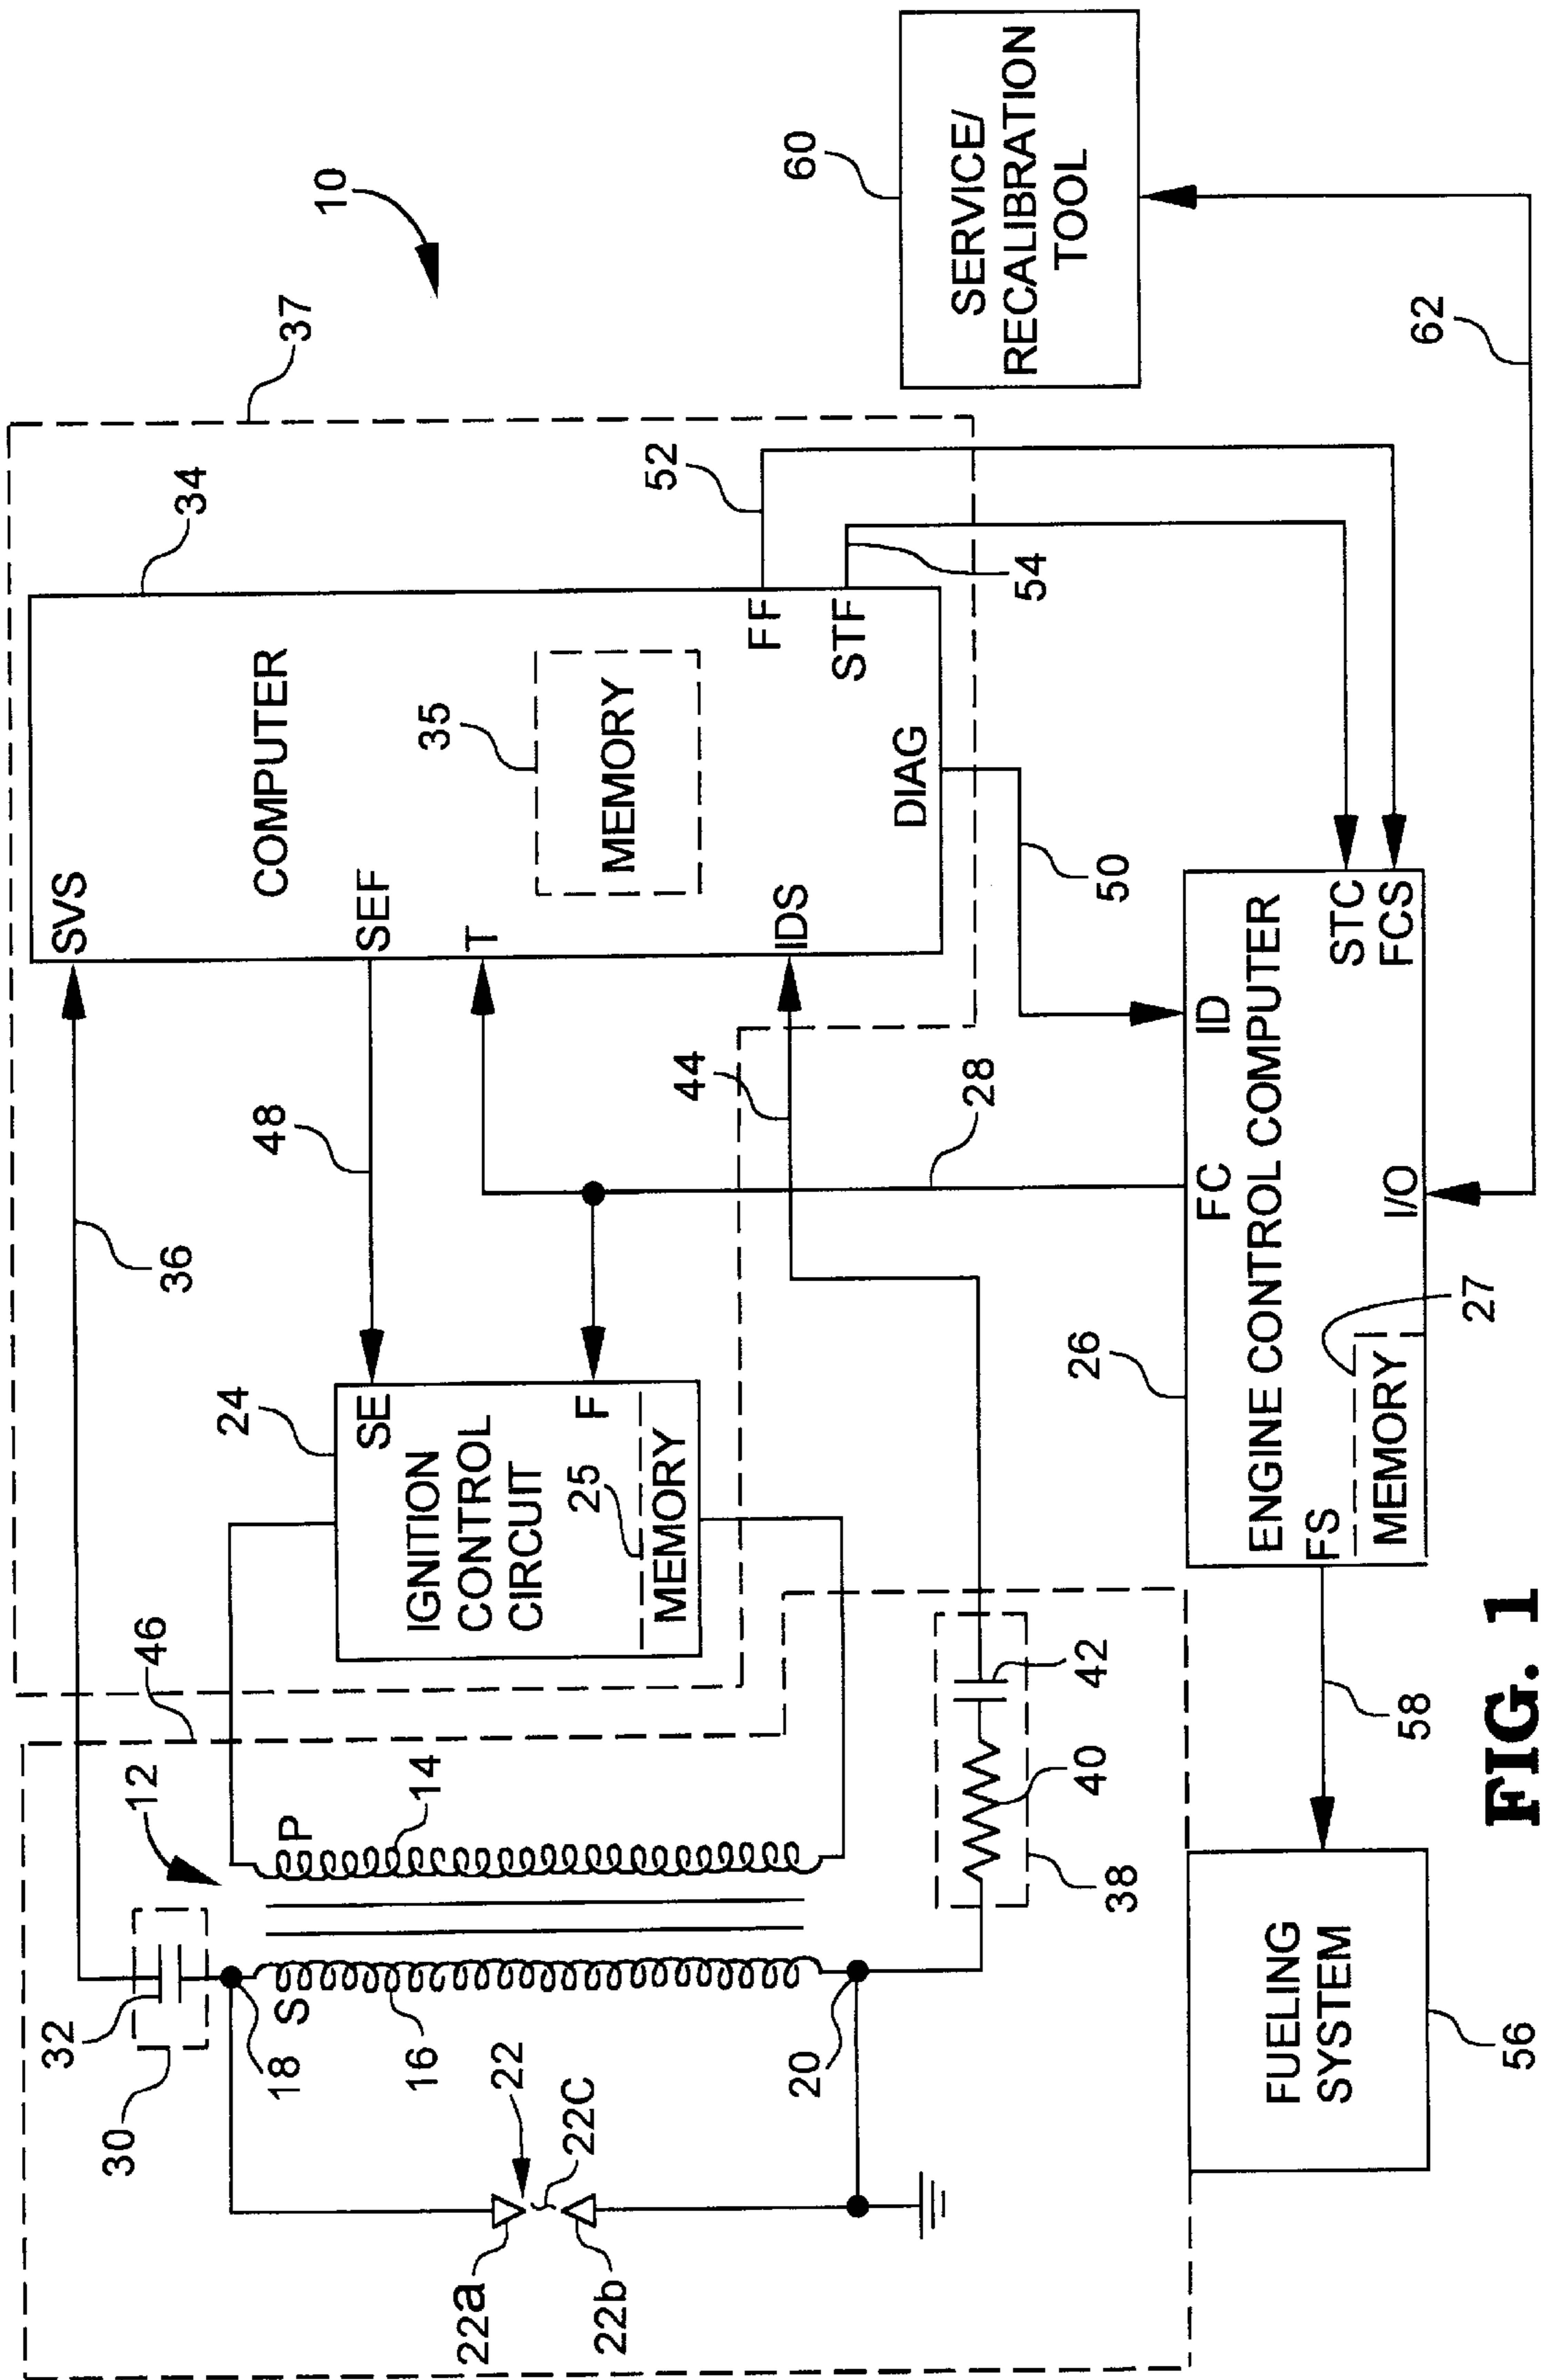 10
37
34
SVS
COMPUTER
SEF
T
35
MEMORY
IDS
FF
STF
DIAG
52
54
60
SERVICE/
RECALIBRATION
TOOL
62
36
48
44
28
50
24
SE
IGNITION
CONTROL
CIRCUIT
F
25
MEMORY
46
12
P
14
S
16
32
30
18
20
22
22C
22a
22b
42
40
38
26
FC
ID
ENGINE CONTROL COMPUTER
STC
FCS
I/O
FS
MEMORY
27
58
FUELING
SYSTEM
56
FIG. 1